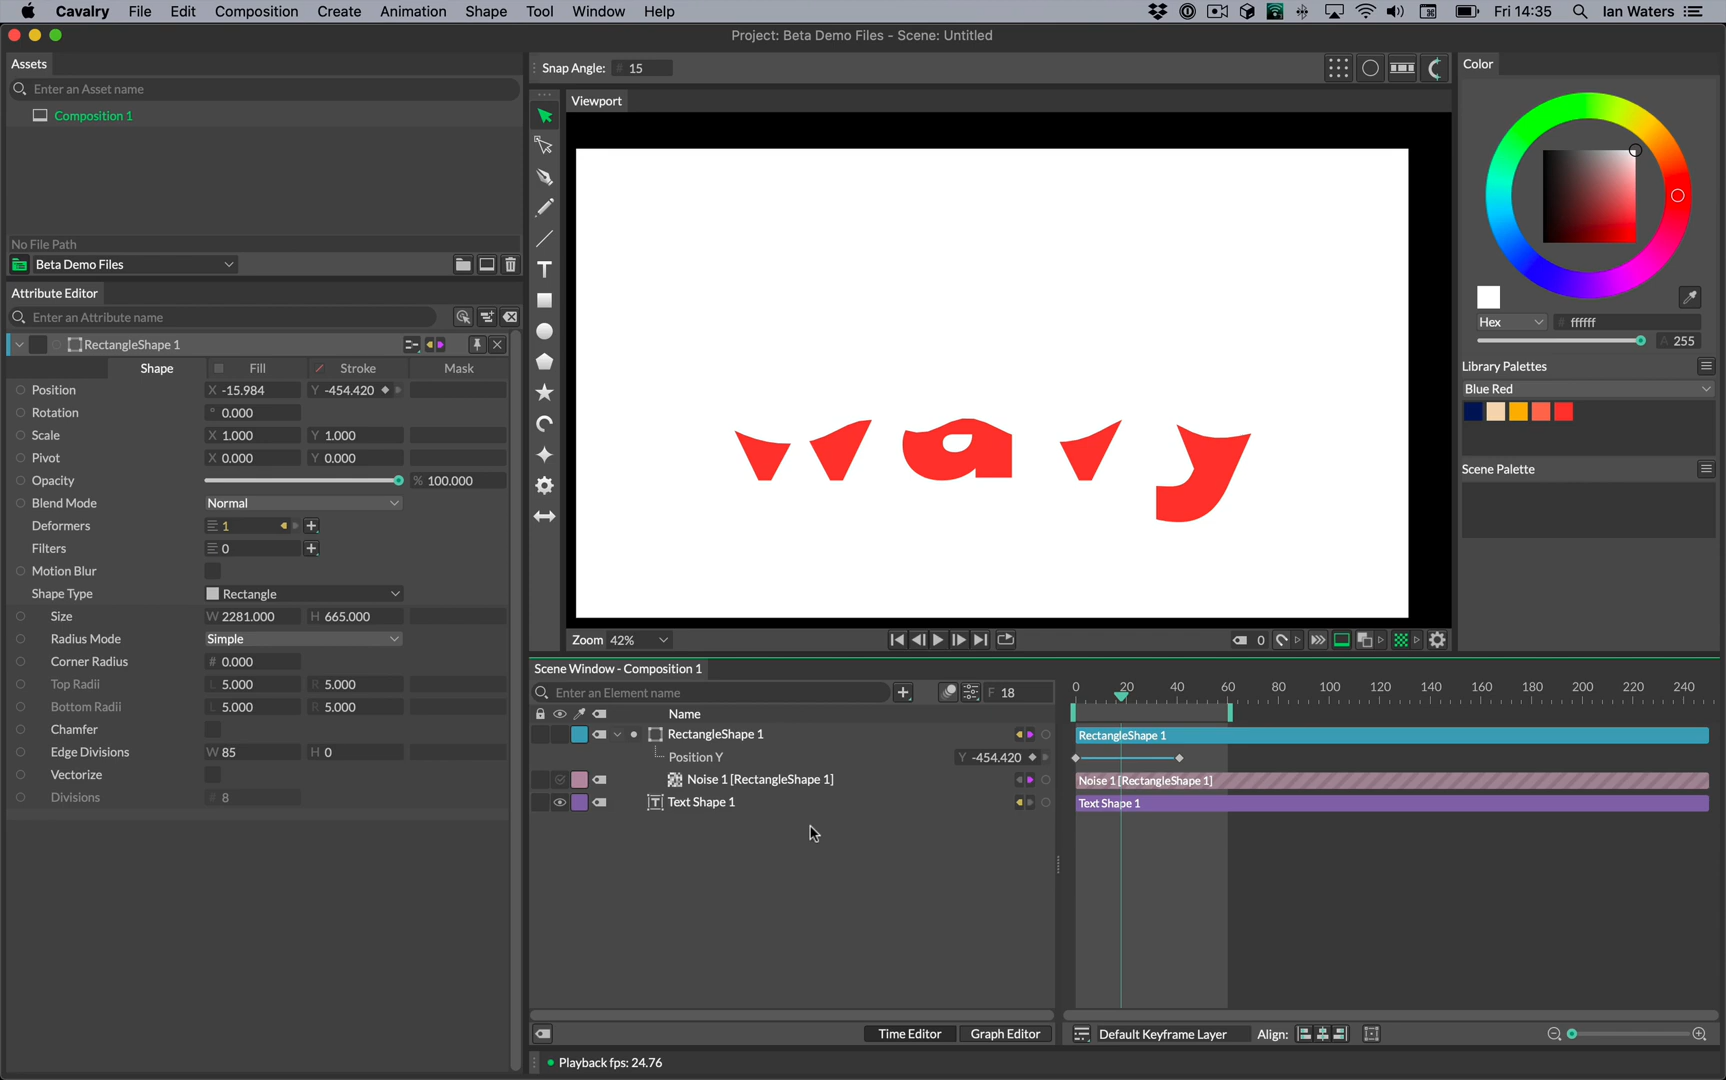 Cavalry File Edit Composition Create Animation Shape Tool Window Help Fri 14:35 Ian Waters
Project: Beta Demo Files - Scene: Untitled
Assets
Enter an Asset name
Composition 1
No File Path
Beta Demo Files
Attribute Editor
Enter an Attribute name
RectangleShape 1
Shape Fill Stroke Mask
Position X -15.984 Y -454.420
Rotation ° 0.000
Scale X 1.000 Y 1.000
Pivot X 0.000 Y 0.000
Opacity % 100.000
Blend Mode Normal
Deformers 1
Filters 0
Motion Blur
Shape Type Rectangle
Size W 2281.000 H 665.000
Radius Mode Simple
Corner Radius # 0.000
Top Radii L 5.000 R 5.000
Bottom Radii L 5.000 R 5.000
Chamfer
Edge Divisions W 85 H 0
Vectorize
Divisions # 8
Snap Angle: # 15
Viewport
wavy
Zoom 42% 0
Scene Window - Composition 1
Enter an Element name F 18
0 20 40 60 80 100 120 140 160 180 200 220 240
Name
RectangleShape 1 RectangleShape 1
Position Y Y -454.420
Noise 1 [RectangleShape 1] Noise 1 [RectangleShape 1]
Text Shape 1 Text Shape 1
Time Editor Graph Editor Default Keyframe Layer Align:
Playback fps: 24.76
Color
Hex # ffffff
A 255
Library Palettes
Blue Red
Scene Palette